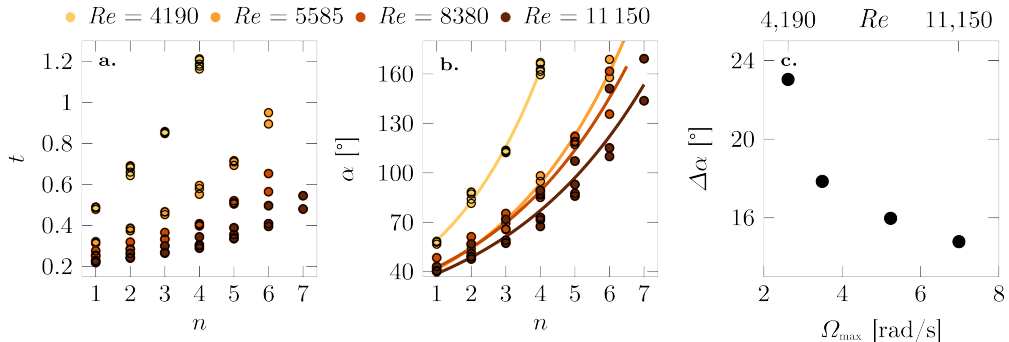 Re = 4190 Re = 5585 Re = 8380 Re = 11 150
a.
1.2
1
0.8
0.6
0.4
0.2
t
1 2 3 4 5 6 7
n
b.
160
130
100
70
40
α [°]
1 2 3 4 5 6 7
n
4,190 Re 11,150
c.
24
20
16
Δα [°]
2 4 6 8
Ωmax [rad/s]